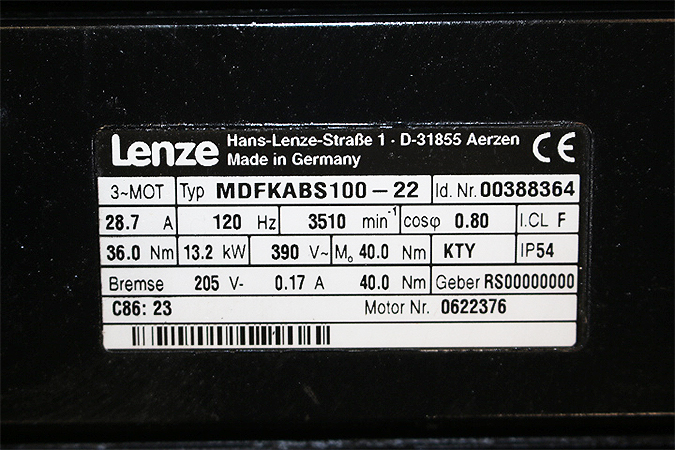 Lenze Hans-Lenze-Straße 1 · D-31855 Aerzen CE
Made in Germany
3~MOT Typ MDFKABS100-22 Id. Nr. 00388364
28.7 A 120 Hz 3510 min⁻¹ cosφ 0.80 I.CL F
36.0 Nm 13.2 kW 390 V~ M₀ 40.0 Nm KTY IP54
Bremse 205 V- 0.17 A 40.0 Nm Geber RS00000000
C86: 23 Motor Nr. 0622376